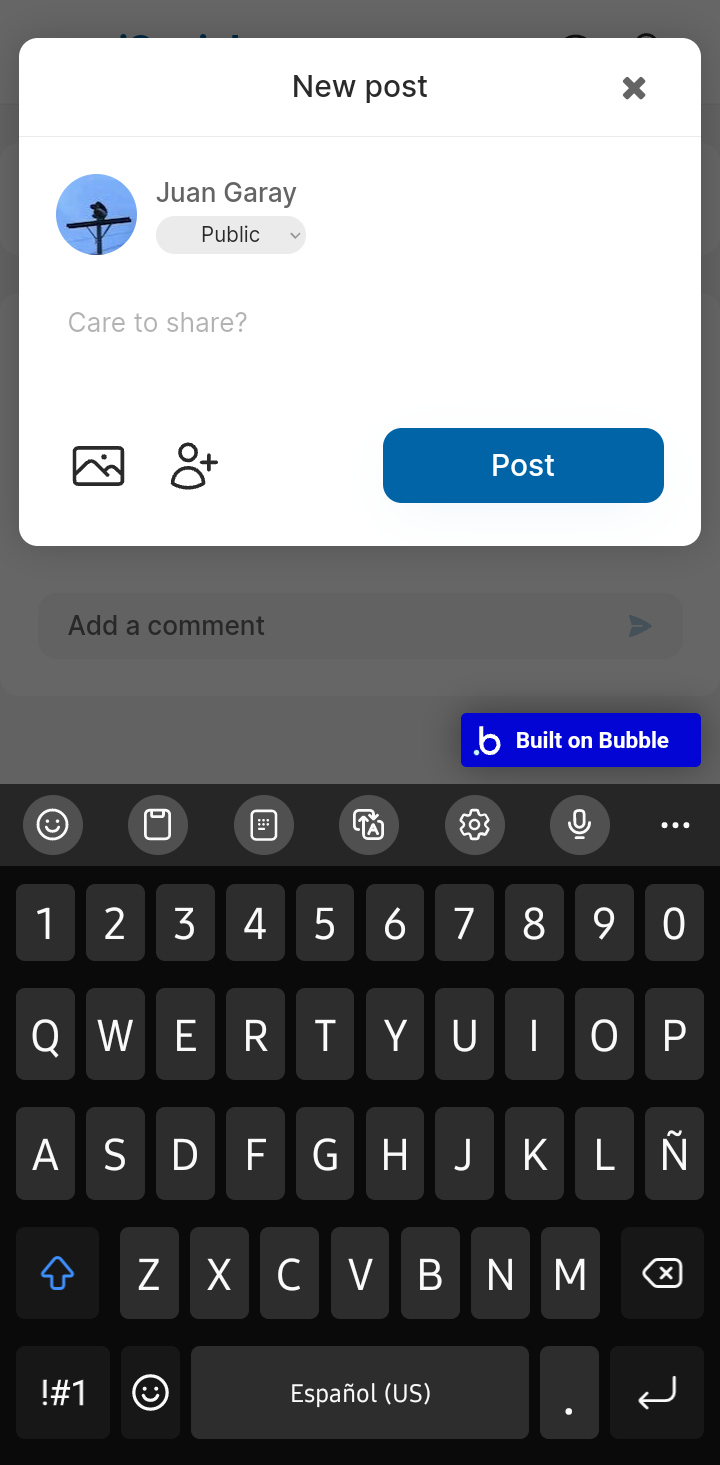 New post
Juan Garay
Public
Care to share?
Post
Add a comment
Built on Bubble
1 2 3 4 5 6 7 8 9 0
Q W E R T Y U I O P
A S D F G H J K L Ñ
Z X C V B N M
!#1 Español (US) .